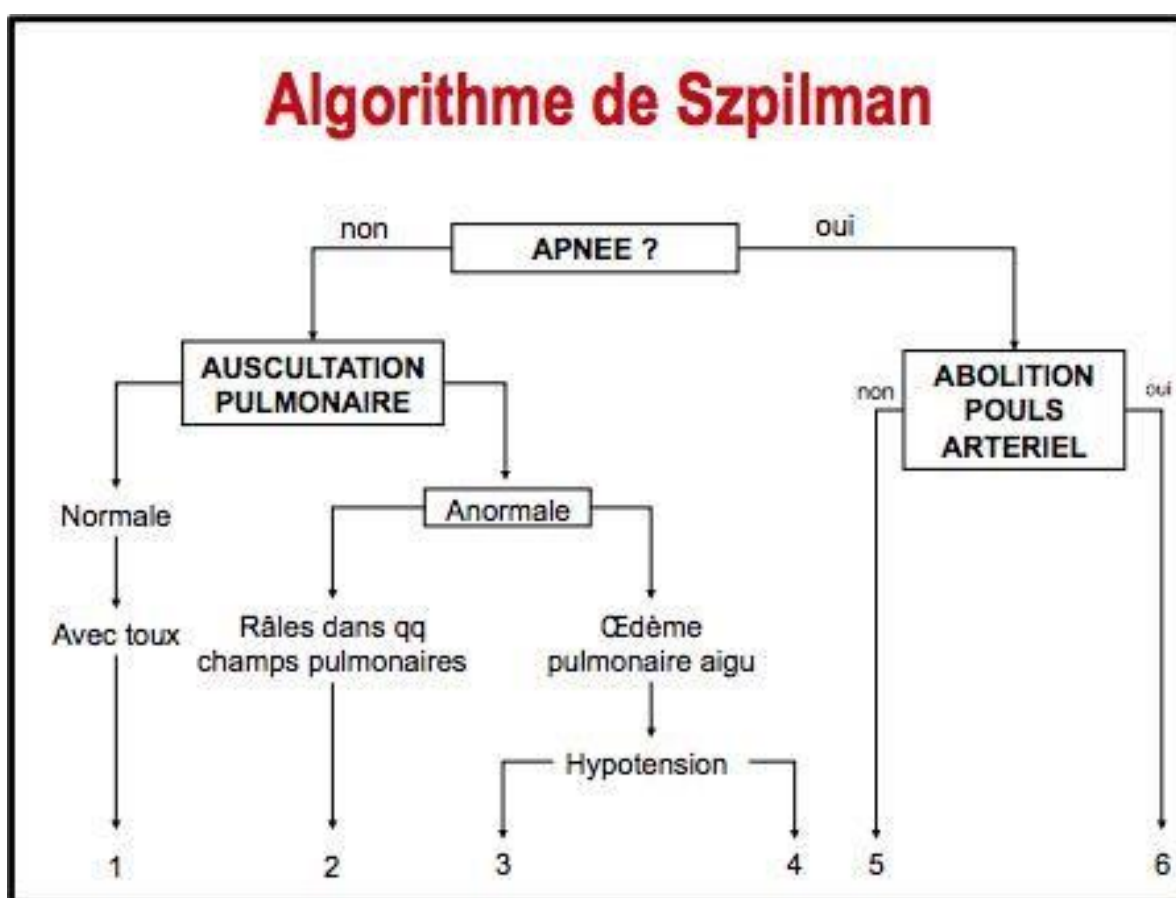 Algorithme de Szpilman
non
APNEE ?
oui
AUSCULTATION
PULMONAIRE
non
ABOLITION
POULS
ARTERIEL
oui
Normale
Anormale
Avec toux
Râles dans qq
champs pulmonaires
Œdème
pulmonaire aigu
Hypotension
1
2
3
4
5
6